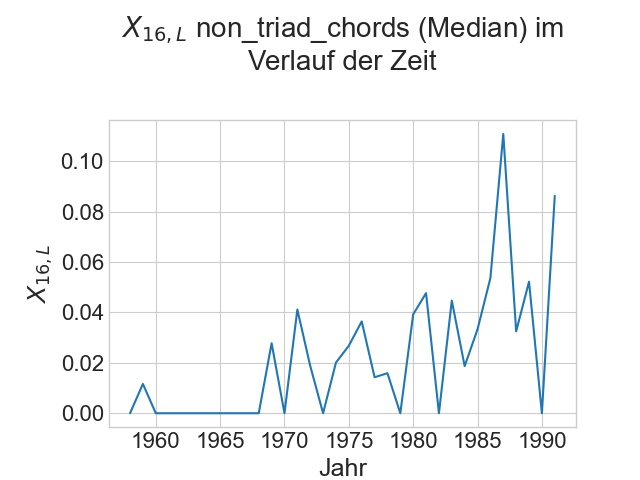 X16, L non_triad_chords (Median) im
Verlauf der Zeit
X16, L
0.10
0.08
0.06
0.04
0.02
0.00
1960 1965 1970 1975 1980 1985 1990
Jahr